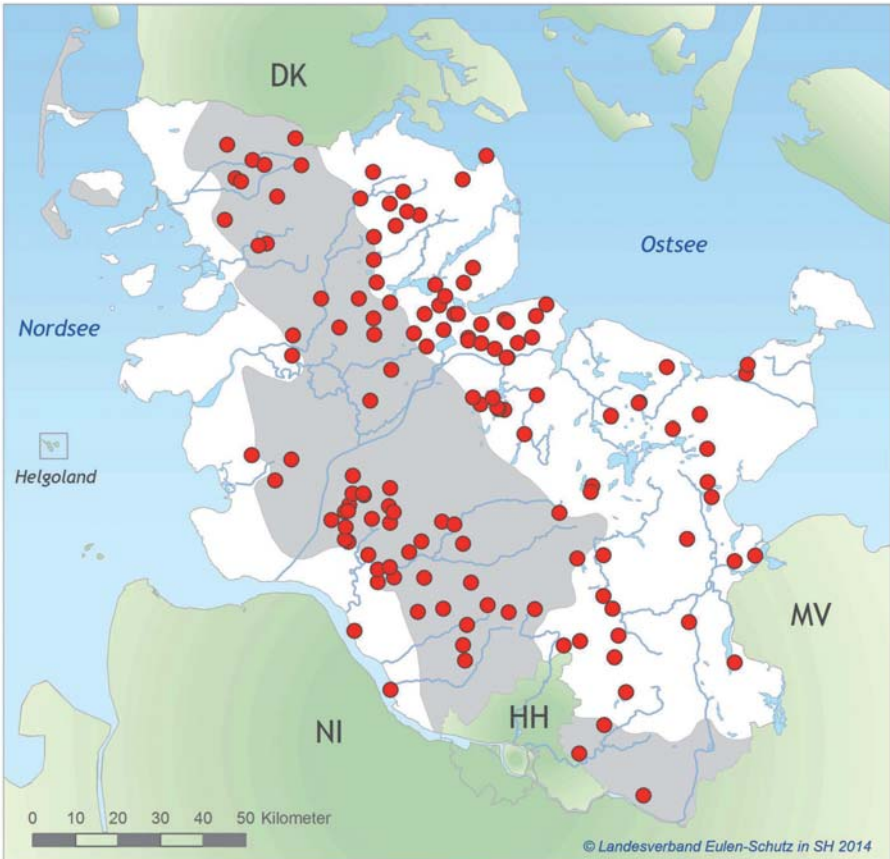 DK
Ostsee
Nordsee
Helgoland
MV
HH
NI
0 10 20 30 40 50 Kilometer
© Landesverband Eulen-Schutz in SH 2014